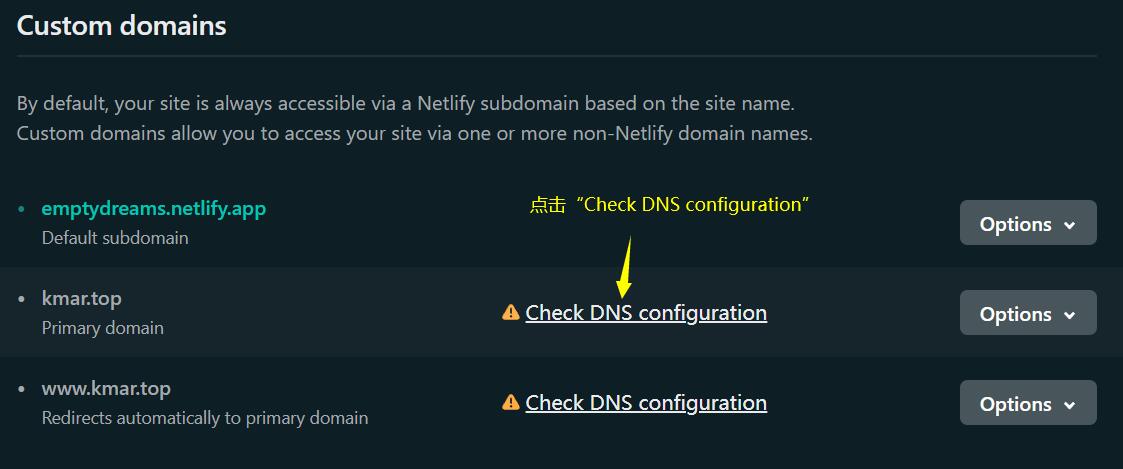 Custom domains
By default, your site is always accessible via a Netlify subdomain based on the site name.
Custom domains allow you to access your site via one or more non-Netlify domain names.
emptydreams.netlify.app
Default subdomain
点击“Check DNS configuration”
Options
kmar.top
Primary domain
Check DNS configuration
Options
www.kmar.top
Redirects automatically to primary domain
Check DNS configuration
Options